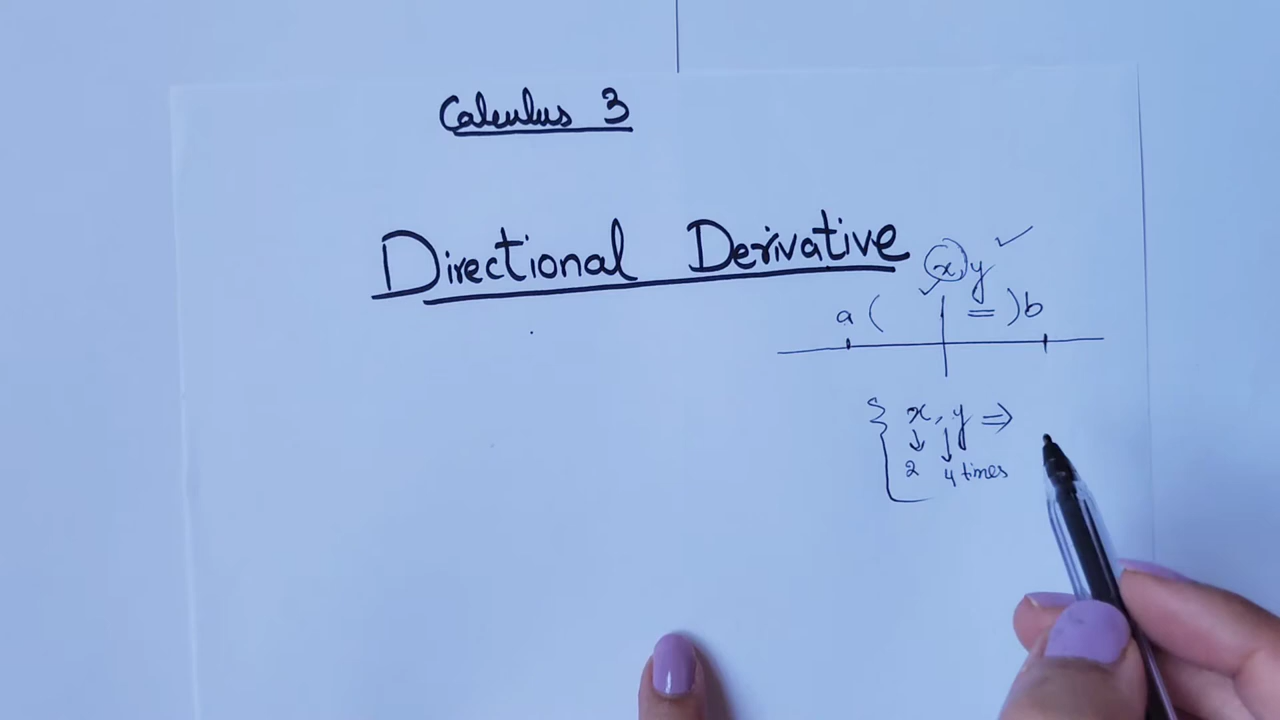 Calculus 3
Directional Derivative
x, y ✓
✓
a ( = ) b
{ x, y ⇒
↓ ↓
2 4 times